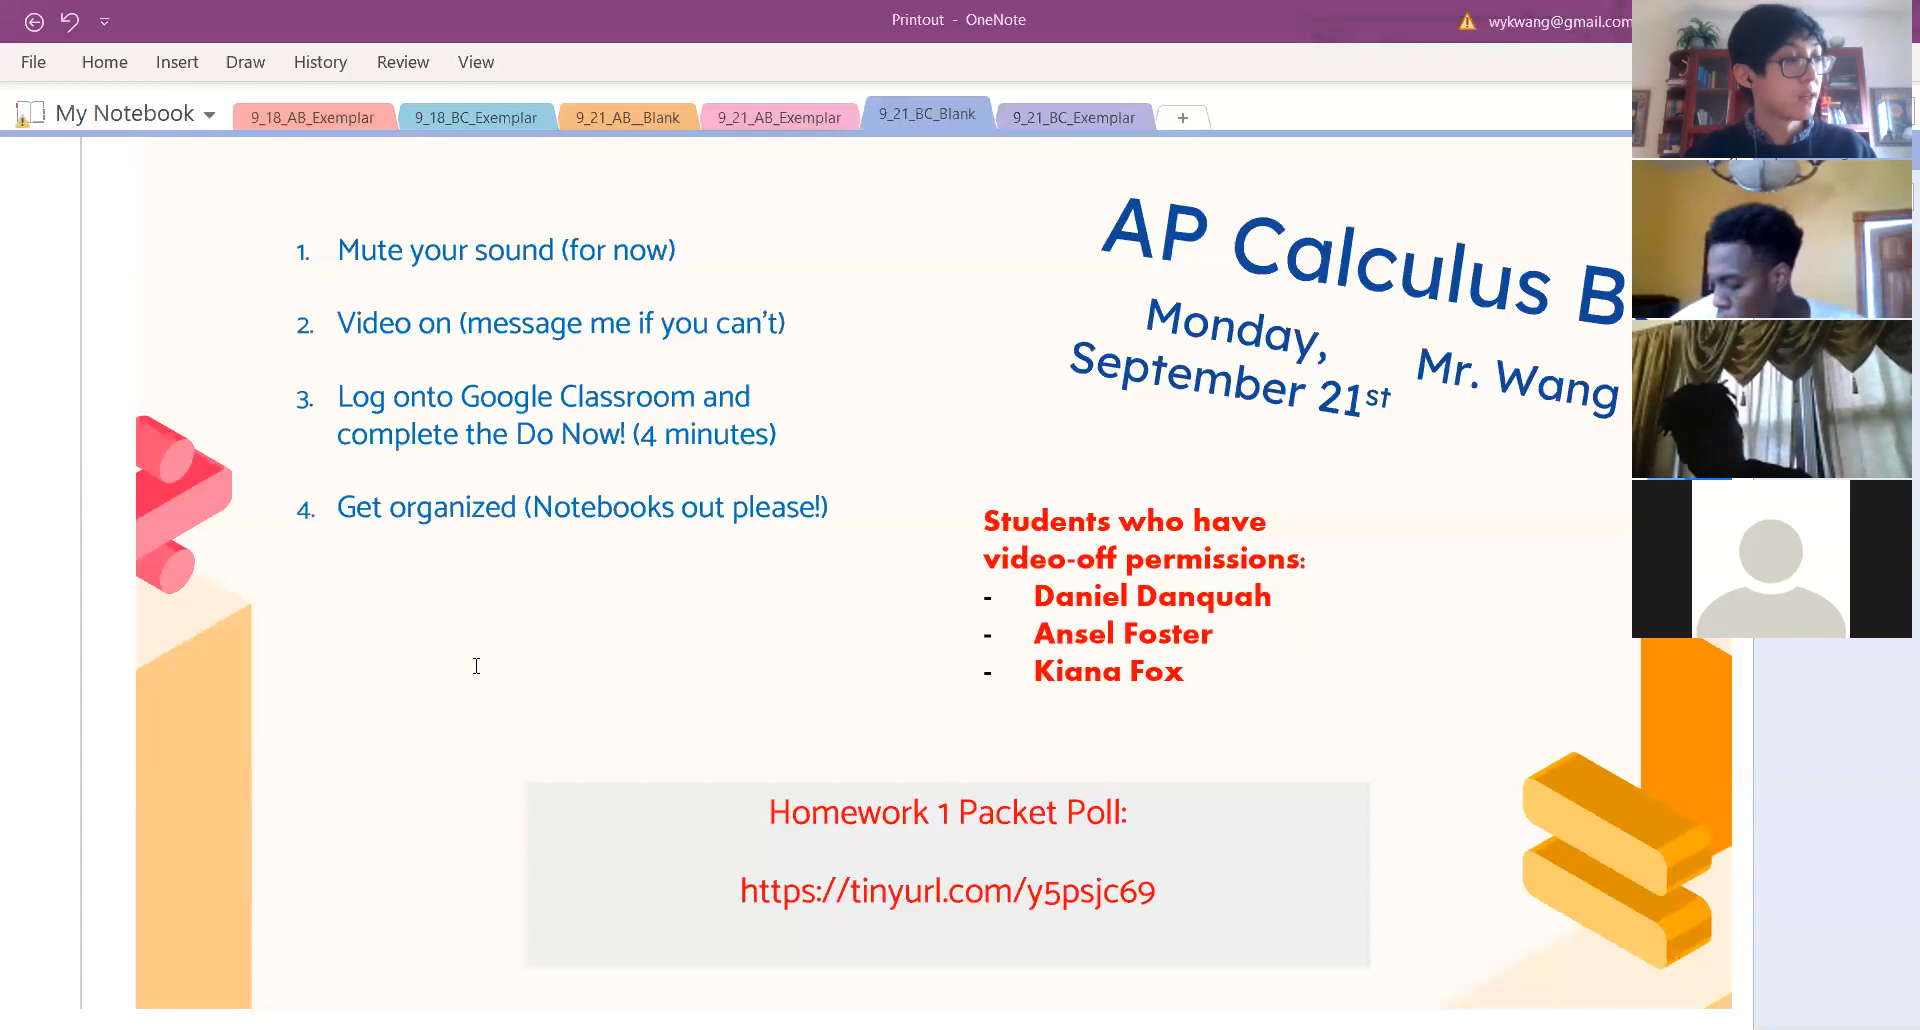 Printout - OneNote
wykwang@gmail.com
File Home Insert Draw History Review View
My Notebook
9_18_AB_Exemplar
9_18_BC_Exemplar
9_21_AB__Blank
9_21_AB_Exemplar
9_21_BC_Blank
9_21_BC_Exemplar
+
1. Mute your sound (for now)
2. Video on (message me if you can't)
3. Log onto Google Classroom and
complete the Do Now! (4 minutes)
4. Get organized (Notebooks out please!)
AP Calculus B
Monday,
September 21st
Mr. Wang
Students who have
video-off permissions:
- Daniel Danquah
- Ansel Foster
- Kiana Fox
Homework 1 Packet Poll:
https://tinyurl.com/y5psjc69